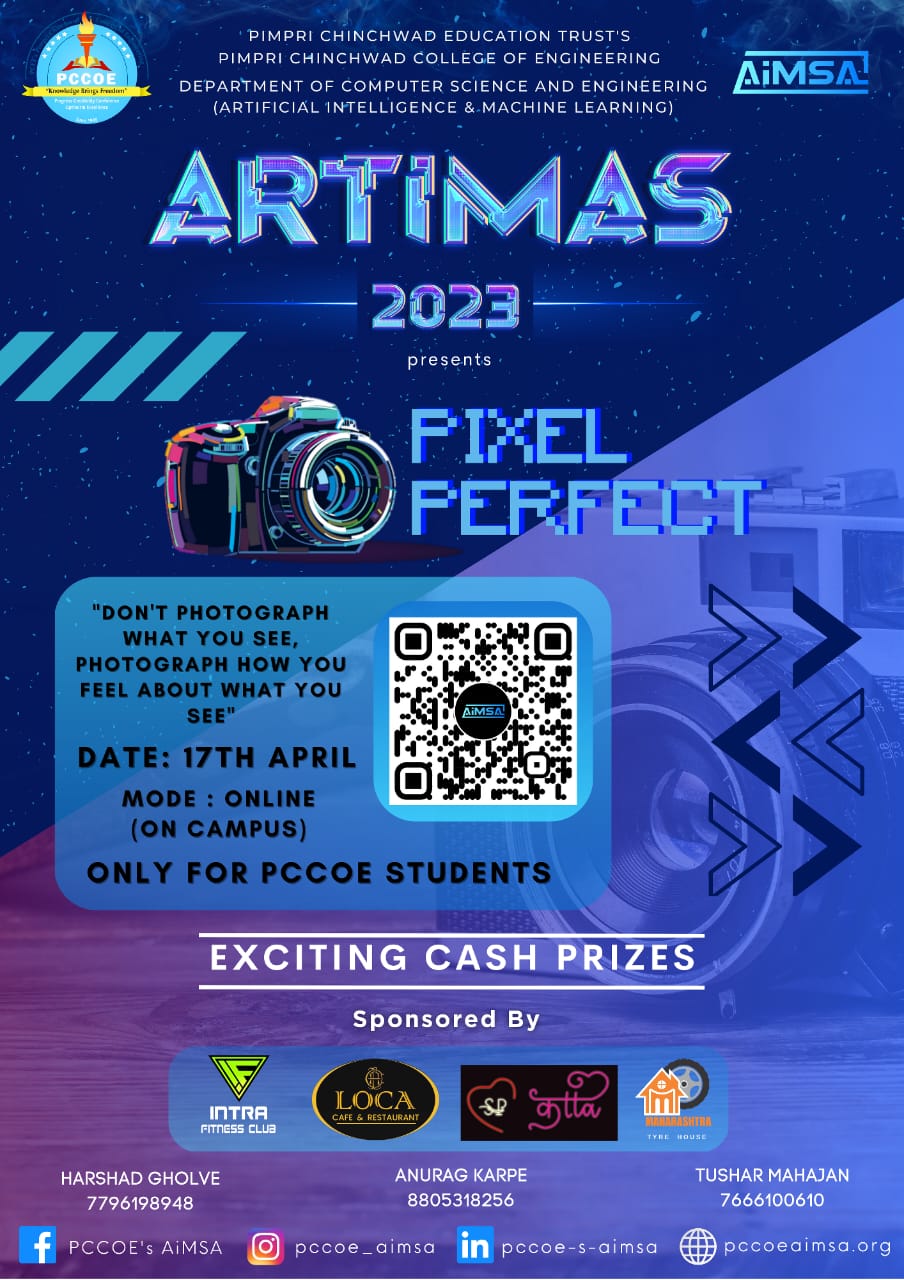 PCCOE
"Knowledge Brings Freedom"
PIMPRI CHINCHWAD EDUCATION TRUST'S
PIMPRI CHINCHWAD COLLEGE OF ENGINEERING
DEPARTMENT OF COMPUTER SCIENCE AND ENGINEERING
(ARTIFICIAL INTELLIGENCE & MACHINE LEARNING)
AiMSA
ARTIMAS
2023
presents
PIXEL
PERFECT
"DON'T PHOTOGRAPH
WHAT YOU SEE,
PHOTOGRAPH HOW YOU
FEEL ABOUT WHAT YOU
SEE"
DATE: 17TH APRIL
MODE : ONLINE
(ON CAMPUS)
ONLY FOR PCCOE STUDENTS
AiMSA
EXCITING CASH PRIZES
Sponsored By
INTRA
FITNESS CLUB
LOCA
CAFE & RESTAURANT
SP
कट्टा
MAHARASHTRA
TYRE HOUSE
HARSHAD GHOLVE
7796198948
ANURAG KARPE
8805318256
TUSHAR MAHAJAN
7666100610
PCCOE's AiMSA
pccoe_aimsa
pccoe-s-aimsa
pccoeaimsa.org